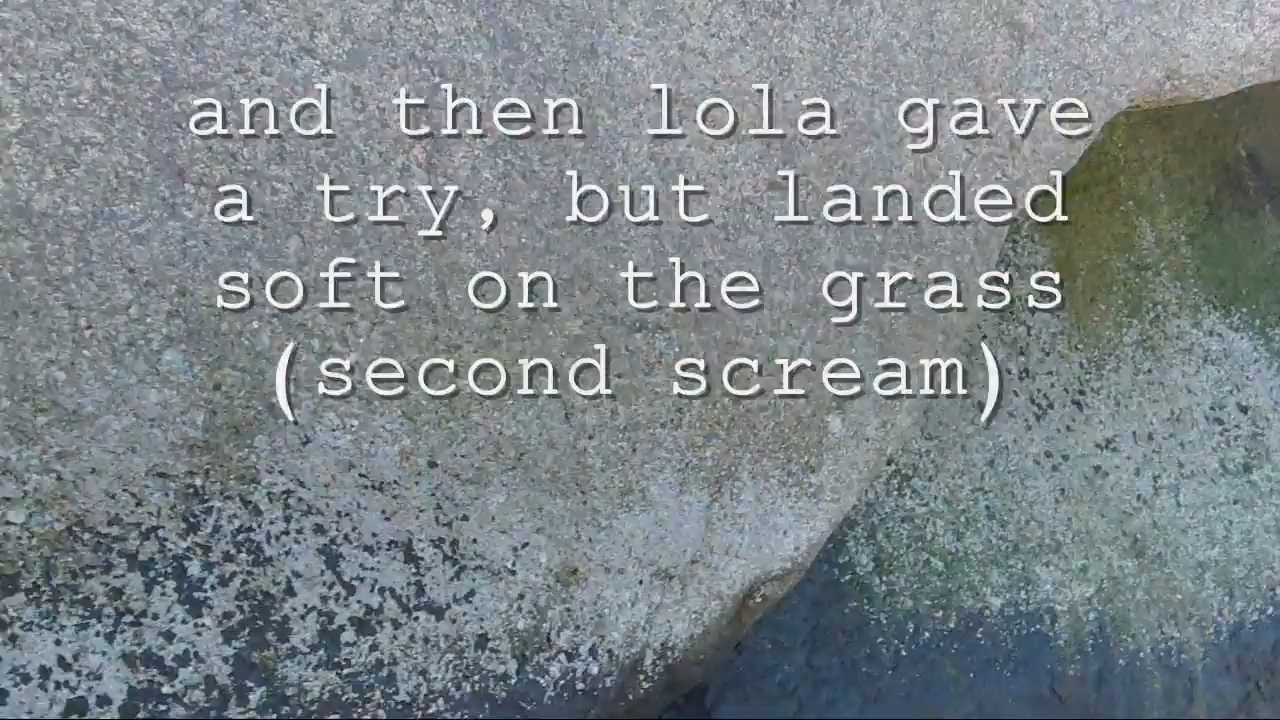 and then lola gave
a try, but landed
soft on the grass
(second scream)